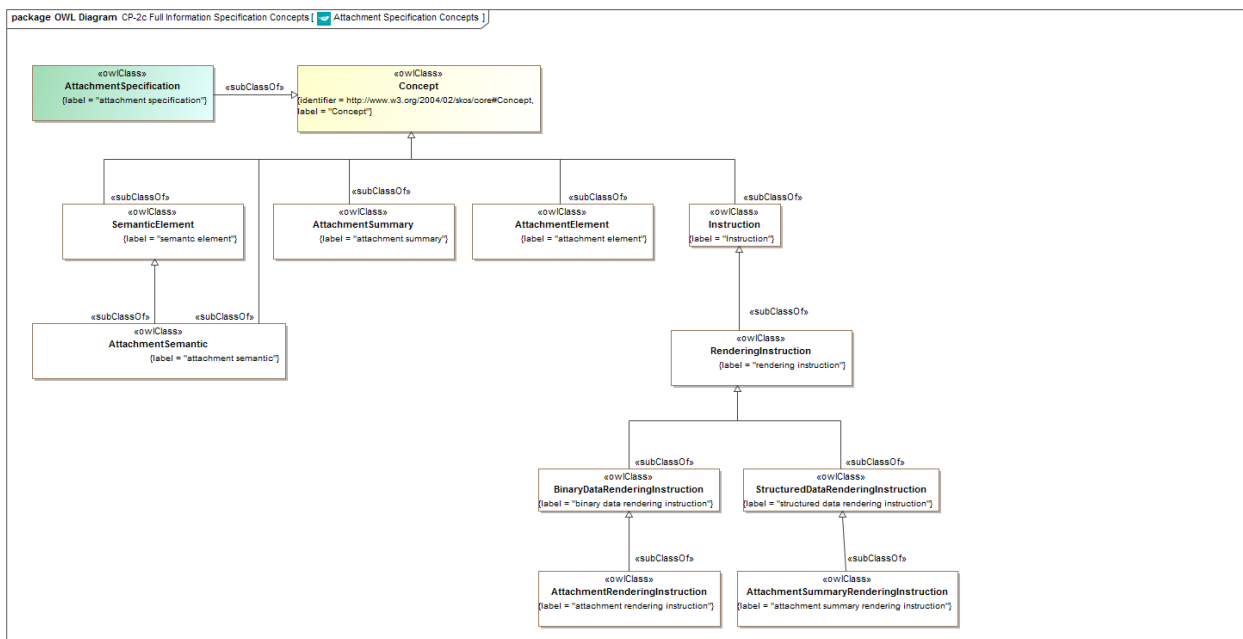 package OWL Diagram CP-2c Full Information Specification Concepts [ Attachment Specification Concepts ]
«owlClass»
AttachmentSpecification
{label = "attachment specification"}
«subClassOf»
«owlClass»
Concept
{identifier = http://www.w3.org/2004/02/skos/core#Concept,
label = "Concept"}
«subClassOf»
«subClassOf»
«subClassOf»
«subClassOf»
«owlClass»
SemanticElement
{label = "semantc element"}
«owlClass»
AttachmentSummary
{label = "attachment summary"}
«owlClass»
AttachmentElement
{label = "attachment element"}
«owlClass»
Instruction
{label = "Instruction"}
«subClassOf»
«subClassOf»
«subClassOf»
«owlClass»
AttachmentSemantic
{label = "attachment semantic"}
«owlClass»
RenderingInstruction
{label = "rendering instruction"}
«subClassOf»
«subClassOf»
«owlClass»
BinaryDataRenderingInstruction
{label = "binary data rendering instruction"}
«owlClass»
StructuredDataRenderingInstruction
{label = "structured data rendering instruction"}
«subClassOf»
«subClassOf»
«owlClass»
AttachmentRenderingInstruction
{label = "attachment rendering instruction"}
«owlClass»
AttachmentSummaryRenderingInstruction
{label = "attachment summary rendering instruction"}